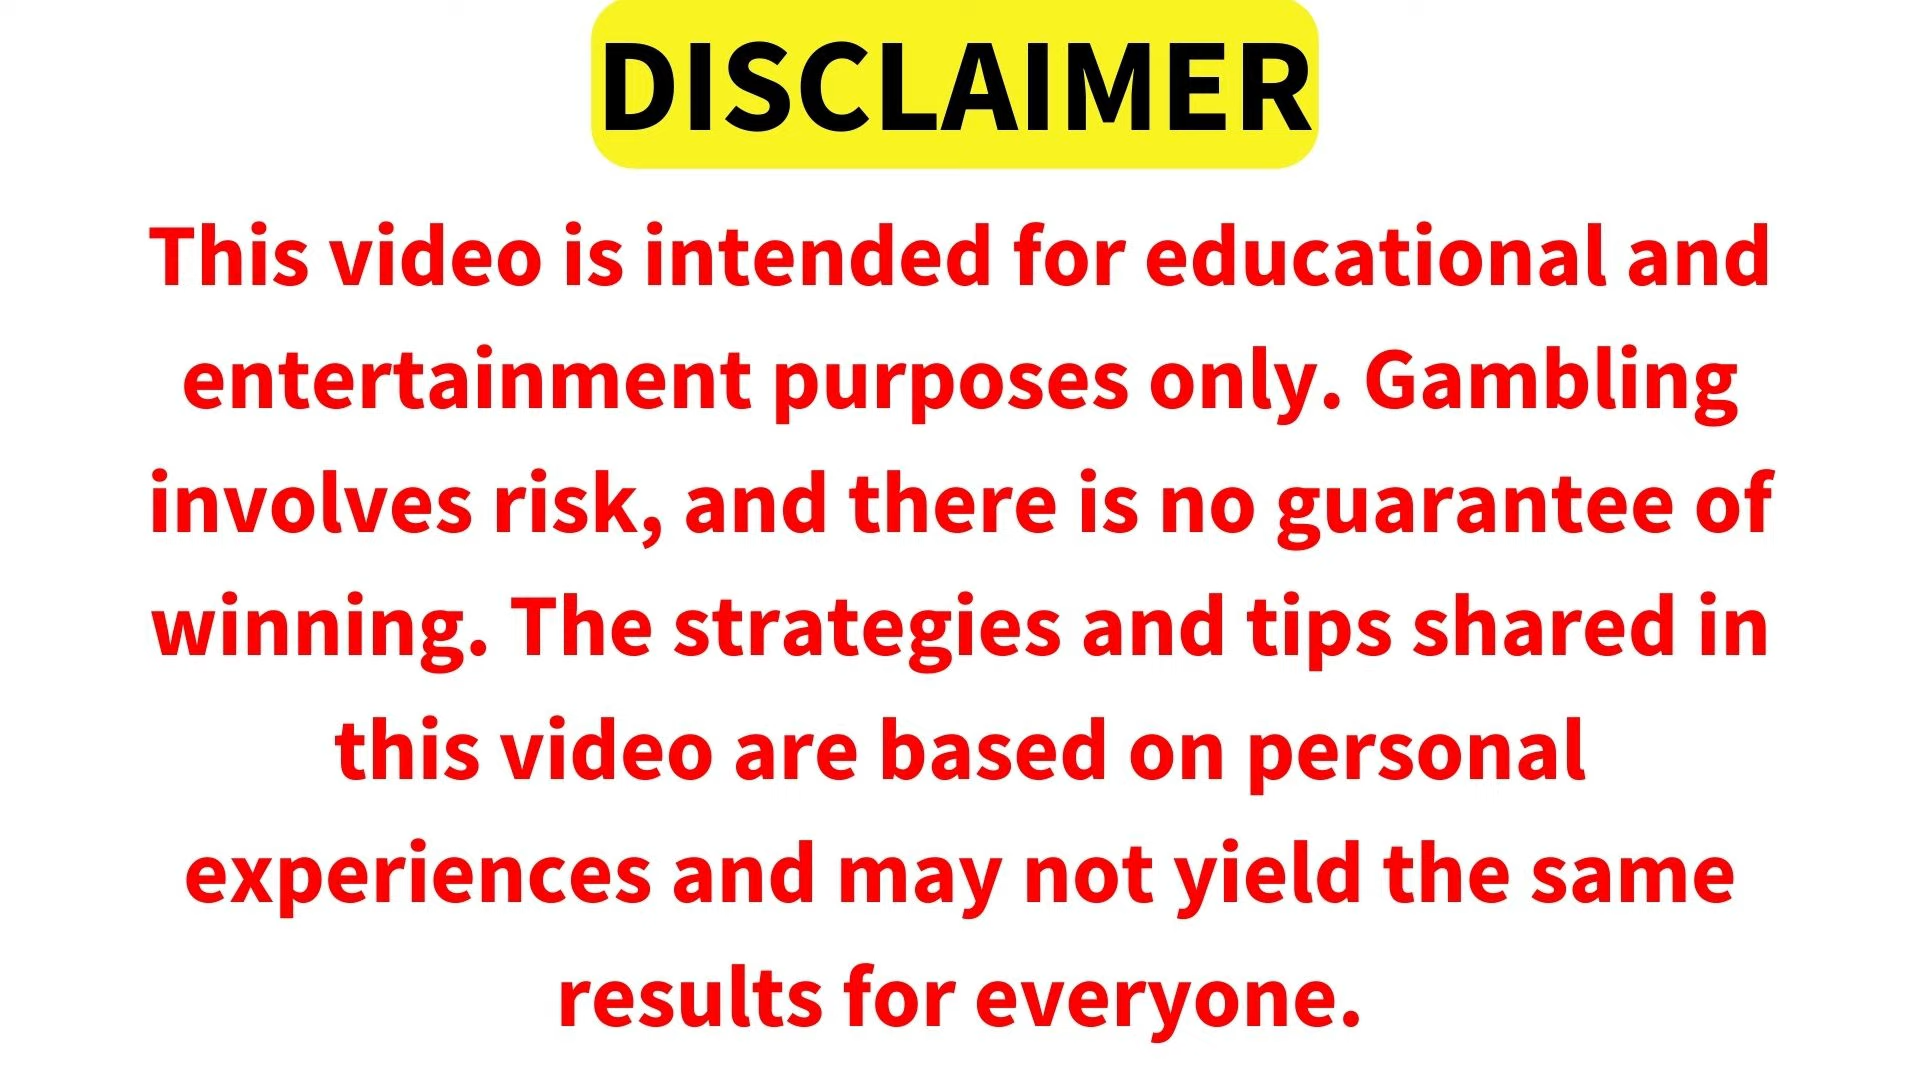 DISCLAIMER
This video is intended for educational and
entertainment purposes only. Gambling
involves risk, and there is no guarantee of
winning. The strategies and tips shared in
this video are based on personal
experiences and may not yield the same
results for everyone.